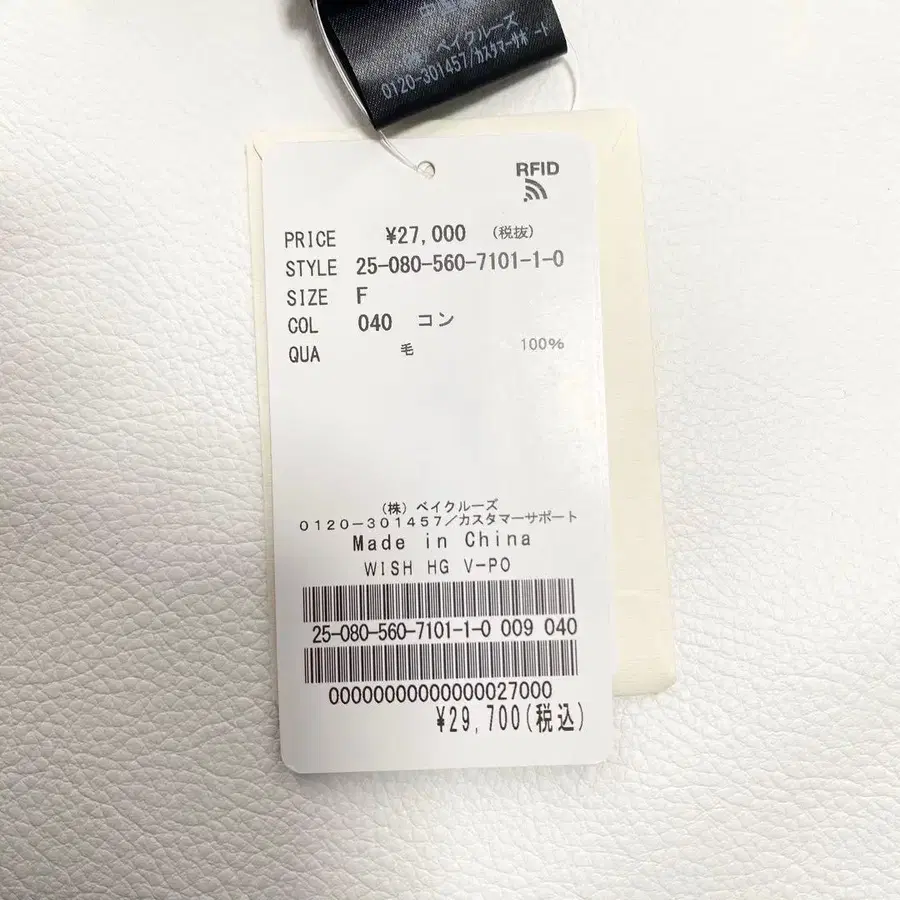 (株) ベイクルーズ
0120-301457/カスタマーサポート
RFID
PRICE ¥27,000 (税抜)
STYLE 25-080-560-7101-1-0
SIZE F
COL 040 コン
QUA 毛 100%
(株) ベイクルーズ
0120-301457/カスタマーサポート
Made in China
WISH HG V-PO
25-080-560-7101-1-0 009 040
00000000000000027000
¥29,700(税込)